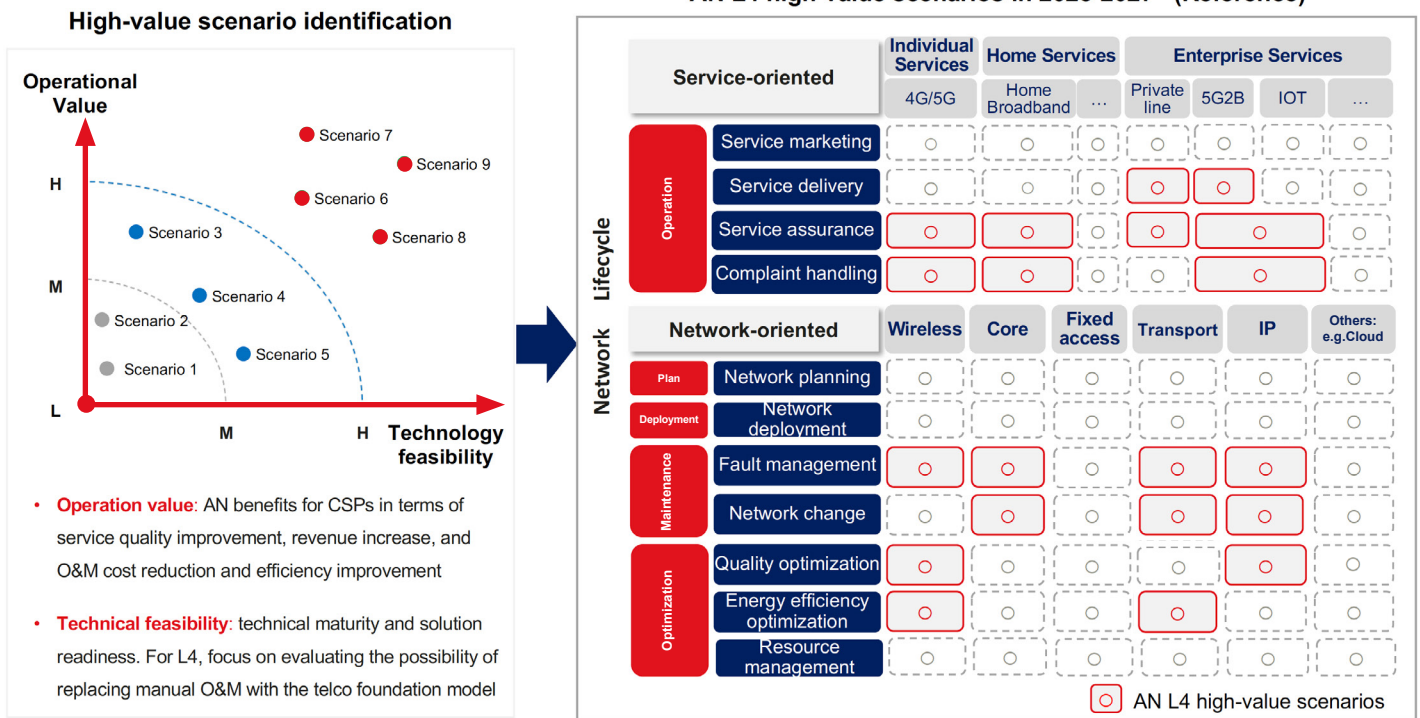 High-value scenario identification
Operational
Value
H
M
L
M
H
Technology
feasibility
Scenario 7
Scenario 9
Scenario 6
Scenario 8
Scenario 3
Scenario 4
Scenario 2
Scenario 5
Scenario 1
• Operation value: AN benefits for CSPs in terms of
service quality improvement, revenue increase, and
O&M cost reduction and efficiency improvement
• Technical feasibility: technical maturity and solution
readiness. For L4, focus on evaluating the possibility of
replacing manual O&M with the telco foundation model
Network Lifecycle
Service-oriented
Individual
Services
Home Services
Enterprise Services
4G/5G
Home
Broadband
...
Private
line
5G2B
IOT
...
Operation
Service marketing
Service delivery
Service assurance
Complaint handling
Network-oriented
Wireless
Core
Fixed
access
Transport
IP
Others:
e.g.Cloud
Plan
Network planning
Deployment
Network
deployment
Maintenance
Fault management
Network change
Optimization
Quality optimization
Energy efficiency
optimization
Resource
management
AN L4 high-value scenarios